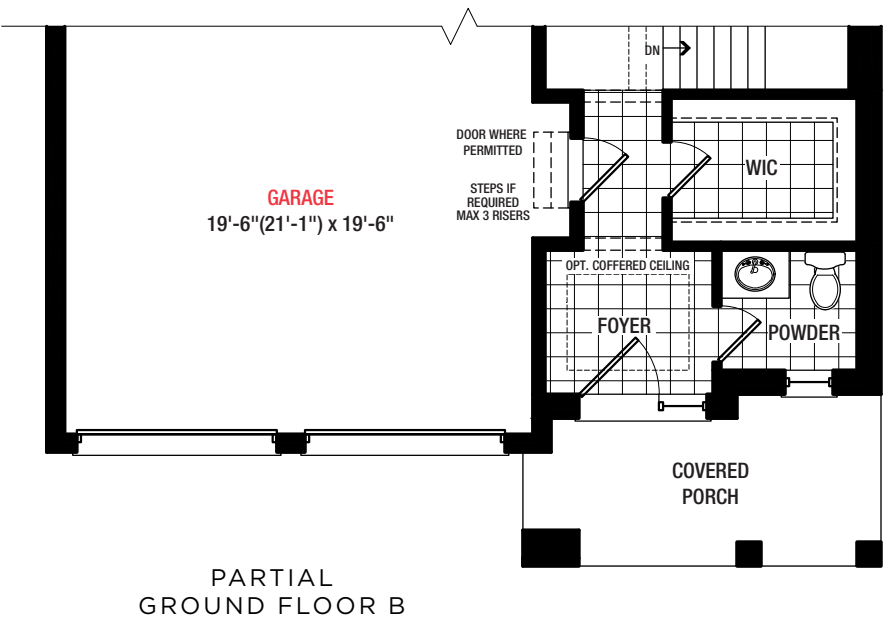 DN
DOOR WHERE
PERMITTED
STEPS IF
REQUIRED
MAX 3 RISERS
WIC
GARAGE
19'-6"(21'-1") x 19'-6"
OPT. COFFERED CEILING
FOYER
POWDER
COVERED
PORCH
PARTIAL
GROUND FLOOR B